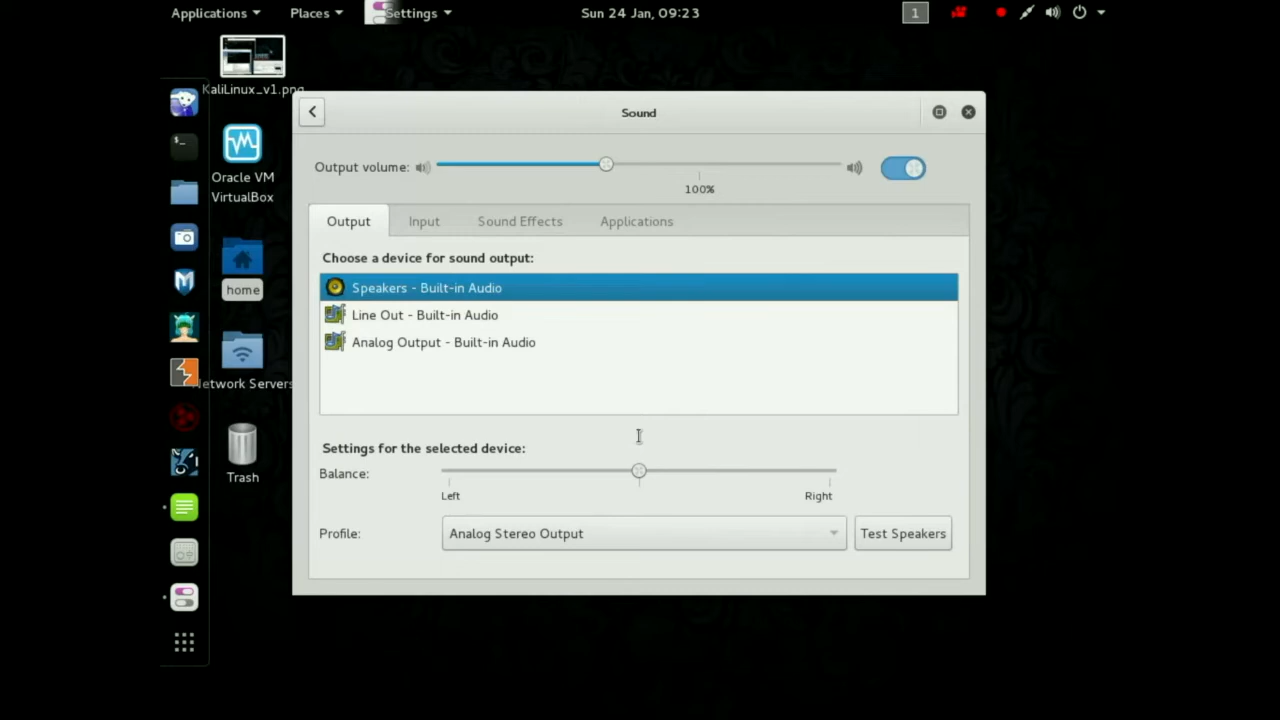 Applications Places Settings Sun 24 Jan, 09:23 1
KaliLinux_v1.png
Oracle VM
VirtualBox
home
Network Servers
Trash
Sound
Output volume:
100%
Output Input Sound Effects Applications
Choose a device for sound output:
Speakers - Built-in Audio
Line Out - Built-in Audio
Analog Output - Built-in Audio
Settings for the selected device:
Balance:
Left Right
Profile: Analog Stereo Output Test Speakers